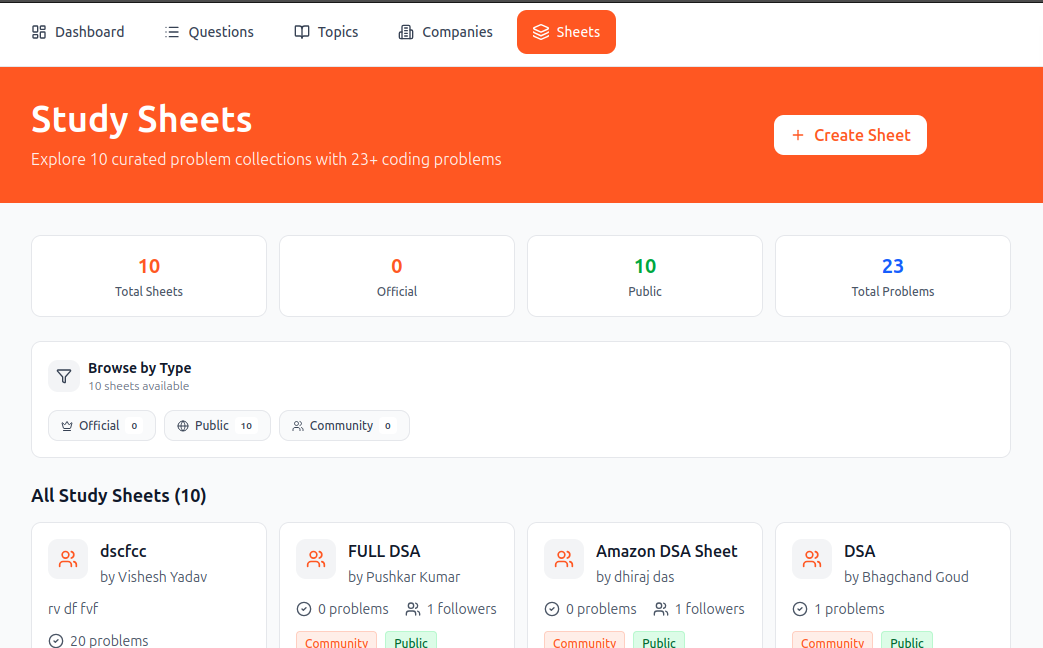 Dashboard Questions Topics Companies Sheets
Study Sheets
Explore 10 curated problem collections with 23+ coding problems
+ Create Sheet
10 0 10 23
Total Sheets Official Public Total Problems
Browse by Type
10 sheets available
Official 0 Public 10 Community 0
All Study Sheets (10)
dscfcc
by Vishesh Yadav
rv df fvf
20 problems
FULL DSA
by Pushkar Kumar
0 problems 1 followers
Community Public
Amazon DSA Sheet
by dhiraj das
0 problems 1 followers
Community Public
DSA
by Bhagchand Goud
1 problems
Community Public